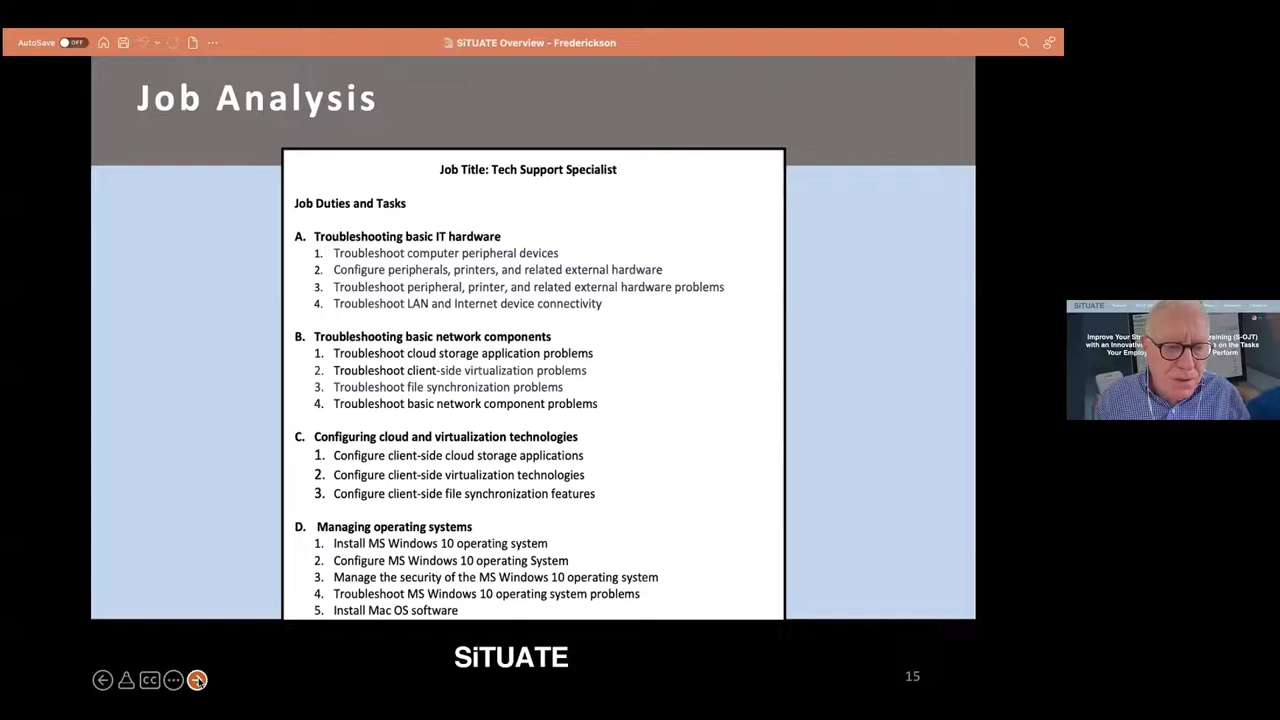 AutoSave OFF
SiTUATE Overview – Frederickson
Job Analysis
Job Title: Tech Support Specialist
Job Duties and Tasks
A. Troubleshooting basic IT hardware
1. Troubleshoot computer peripheral devices
2. Configure peripherals, printers, and related external hardware
3. Troubleshoot peripheral, printer, and related external hardware problems
4. Troubleshoot LAN and Internet device connectivity
B. Troubleshooting basic network components
1. Troubleshoot cloud storage application problems
2. Troubleshoot client-side virtualization problems
3. Troubleshoot file synchronization problems
4. Troubleshoot basic network component problems
C. Configuring cloud and virtualization technologies
1. Configure client-side cloud storage applications
2. Configure client-side virtualization technologies
3. Configure client-side file synchronization features
D. Managing operating systems
1. Install MS Windows 10 operating system
2. Configure MS Windows 10 operating System
3. Manage the security of the MS Windows 10 operating system
4. Troubleshoot MS Windows 10 operating system problems
5. Install Mac OS software
SiTUATE
CC
15
SiTUATE
Improve Your Str raining (S-OJT)
with an Innovativ on the Tasks
Your Employ Perform